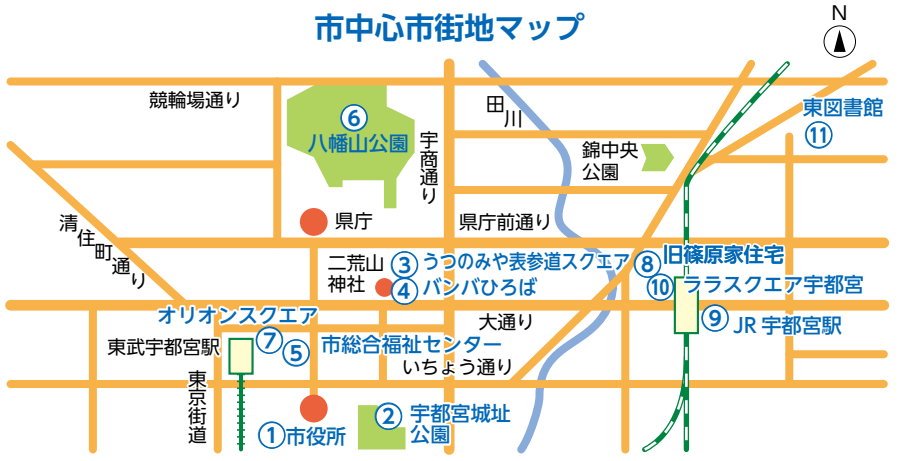 市中心市街地マップ
N
競輪場通り
⑥
八幡山公園
宇商通り
田川
東図書館
⑪
錦中央
公園
清住町通り
県庁
県庁前通り
二荒山
神社
③うつのみや表参道スクエア
④バンバひろば
⑧旧篠原家住宅
⑩ララスクエア宇都宮
オリオンスクエア
⑦
大通り
⑨JR宇都宮駅
東武宇都宮駅
⑤市総合福祉センター
いちょう通り
東京街道
①市役所
②宇都宮城址
公園